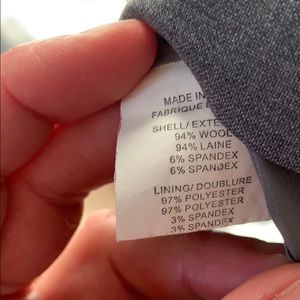 MADE IN
FABRIQUE
SHELL/
94% WOOL
94% LAINE
6% SPANDEX
6% SPANDEX
LINING/ DOUBLURE
97% POLYESTER
97% POLYESTER
3% SPANDEX
3% SPANDEX